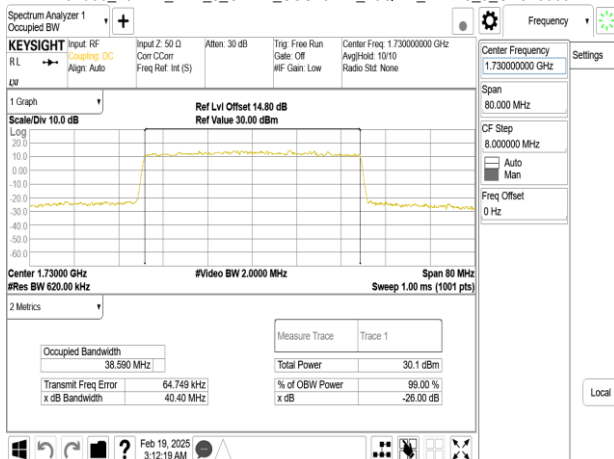 Spectrum Analyzer 1
Occupied BW
+
Frequency
KEYSIGHT
RL
Input: RF
Coupling: DC
Align: Auto
Input Z: 50 Ω
Corr CCorr
Freq Ref: Int (S)
Atten: 30 dB
Trig: Free Run
Gate: Off
#IF Gain: Low
Center Freq: 1.730000000 GHz
Avg|Hold: 10/10
Radio Std: None
LXI
Center Frequency
1.730000000 GHz
Settings
Span
80.000 MHz
CF Step
8.000000 MHz
Auto
Man
Freq Offset
0 Hz
Local
1 Graph
Scale/Div 10.0 dB
Ref Lvl Offset 14.80 dB
Ref Value 30.00 dBm
Log
20.0
10.0
0.00
-10.0
-20.0
-30.0
-40.0
-50.0
-60.0
Center 1.73000 GHz
#Video BW 2.0000 MHz
Span 80 MHz
#Res BW 620.00 kHz
Sweep 1.00 ms (1001 pts)
2 Metrics
Measure Trace Trace 1
Occupied Bandwidth
38.590 MHz
Total Power 30.1 dBm
Transmit Freq Error 64.749 kHz
% of OBW Power 99.00 %
x dB Bandwidth 40.40 MHz
x dB -26.00 dB
?
Feb 19, 2025
3:12:19 AM